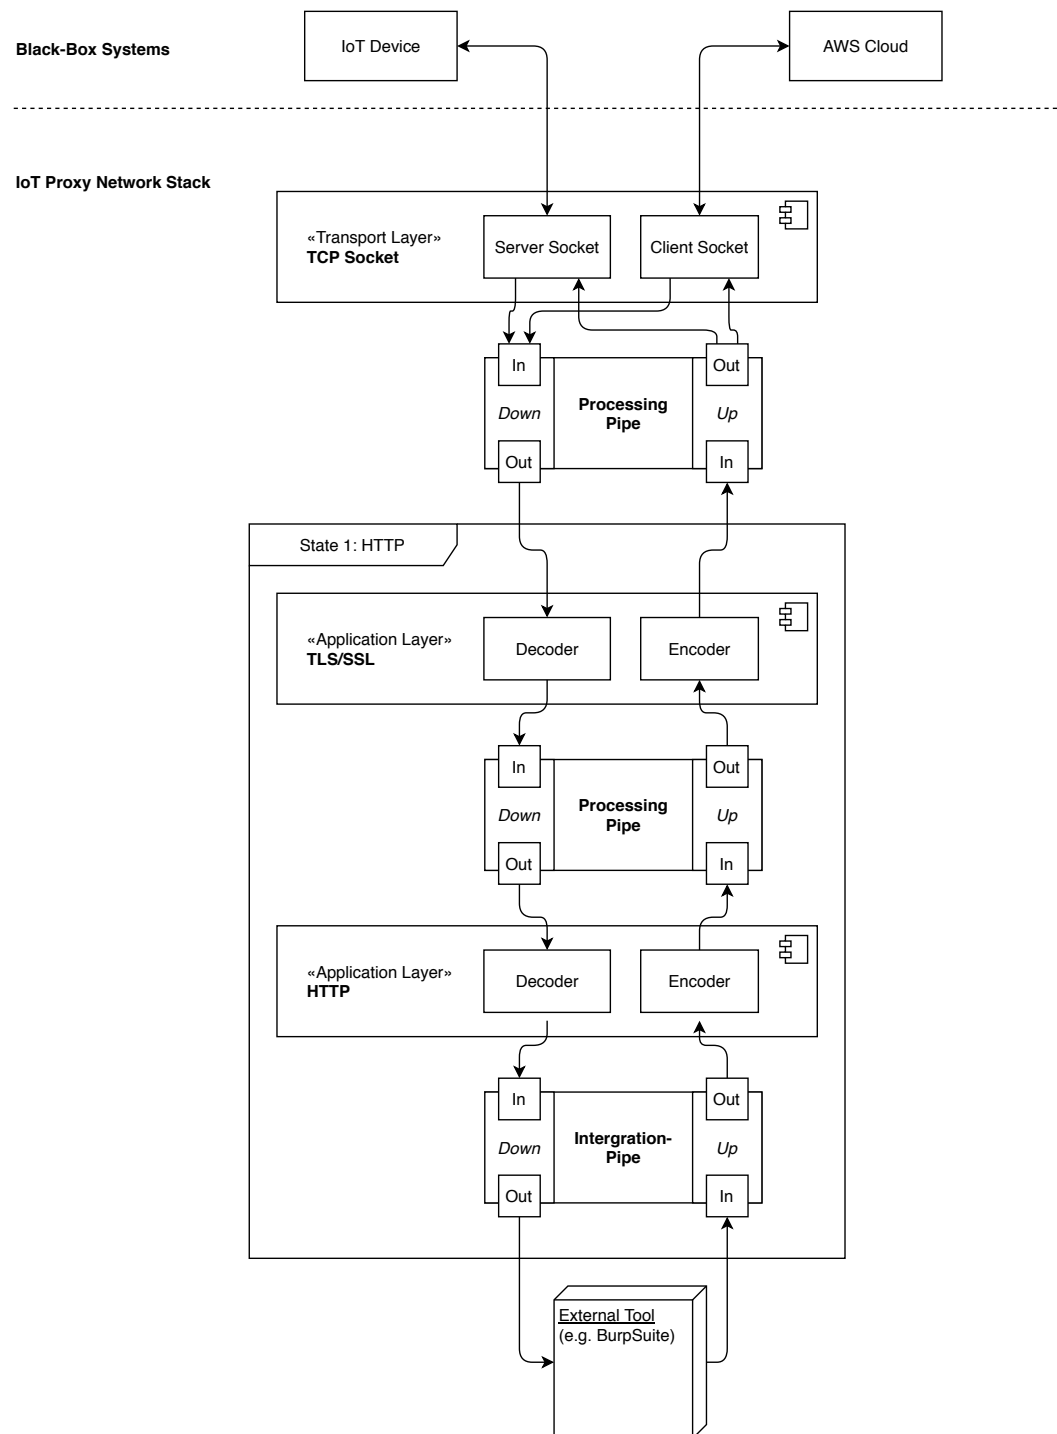 Black-Box Systems
IoT Device
AWS Cloud
IoT Proxy Network Stack
«Transport Layer»
TCP Socket
Server Socket
Client Socket
In
Out
Down
Processing
Pipe
Up
Out
In
State 1: HTTP
«Application Layer»
TLS/SSL
Decoder
Encoder
In
Out
Down
Processing
Pipe
Up
Out
In
«Application Layer»
HTTP
Decoder
Encoder
In
Out
Down
Intergration-
Pipe
Up
Out
In
External Tool
(e.g. BurpSuite)